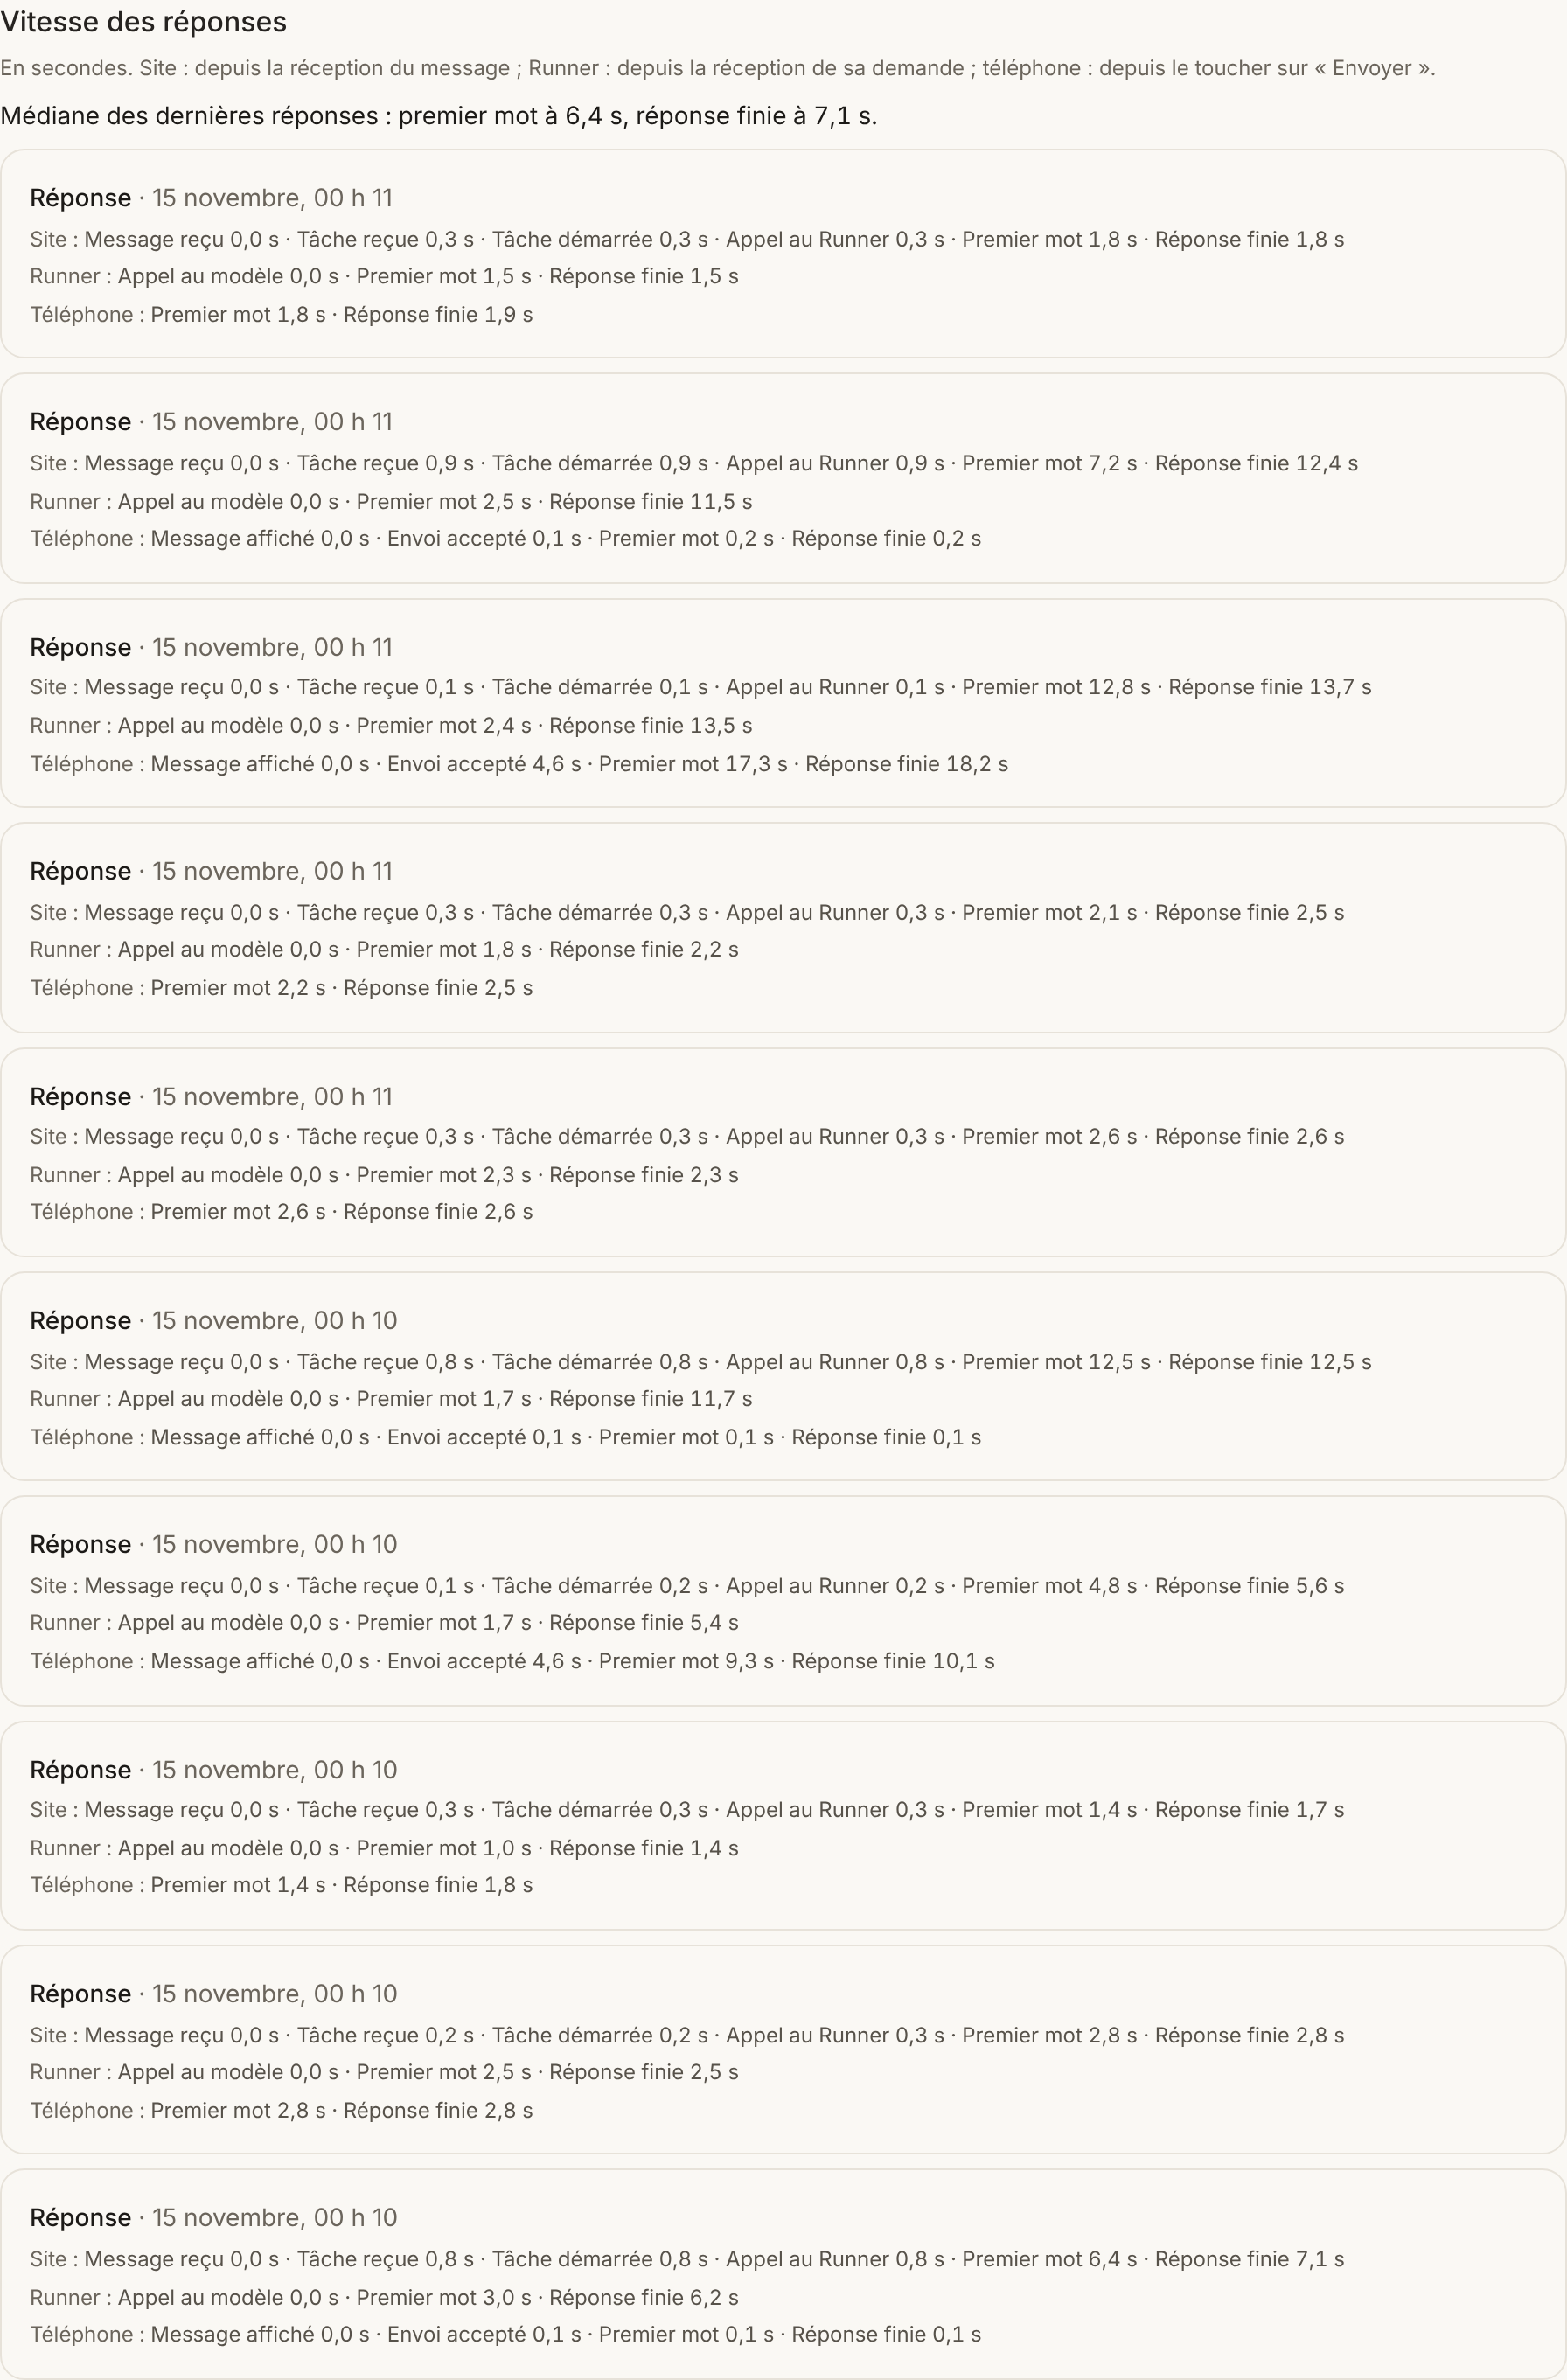 Vitesse des réponses
En secondes. Site : depuis la réception du message ; Runner : depuis la réception de sa demande ; téléphone : depuis le toucher sur « Envoyer ».
Médiane des dernières réponses : premier mot à 6,4 s, réponse finie à 7,1 s.
Réponse · 15 novembre, 00 h 11
Site : Message reçu 0,0 s · Tâche reçue 0,3 s · Tâche démarrée 0,3 s · Appel au Runner 0,3 s · Premier mot 1,8 s · Réponse finie 1,8 s
Runner : Appel au modèle 0,0 s · Premier mot 1,5 s · Réponse finie 1,5 s
Téléphone : Premier mot 1,8 s · Réponse finie 1,9 s
Réponse · 15 novembre, 00 h 11
Site : Message reçu 0,0 s · Tâche reçue 0,9 s · Tâche démarrée 0,9 s · Appel au Runner 0,9 s · Premier mot 7,2 s · Réponse finie 12,4 s
Runner : Appel au modèle 0,0 s · Premier mot 2,5 s · Réponse finie 11,5 s
Téléphone : Message affiché 0,0 s · Envoi accepté 0,1 s · Premier mot 0,2 s · Réponse finie 0,2 s
Réponse · 15 novembre, 00 h 11
Site : Message reçu 0,0 s · Tâche reçue 0,1 s · Tâche démarrée 0,1 s · Appel au Runner 0,1 s · Premier mot 12,8 s · Réponse finie 13,7 s
Runner : Appel au modèle 0,0 s · Premier mot 2,4 s · Réponse finie 13,5 s
Téléphone : Message affiché 0,0 s · Envoi accepté 4,6 s · Premier mot 17,3 s · Réponse finie 18,2 s
Réponse · 15 novembre, 00 h 11
Site : Message reçu 0,0 s · Tâche reçue 0,3 s · Tâche démarrée 0,3 s · Appel au Runner 0,3 s · Premier mot 2,1 s · Réponse finie 2,5 s
Runner : Appel au modèle 0,0 s · Premier mot 1,8 s · Réponse finie 2,2 s
Téléphone : Premier mot 2,2 s · Réponse finie 2,5 s
Réponse · 15 novembre, 00 h 11
Site : Message reçu 0,0 s · Tâche reçue 0,3 s · Tâche démarrée 0,3 s · Appel au Runner 0,3 s · Premier mot 2,6 s · Réponse finie 2,6 s
Runner : Appel au modèle 0,0 s · Premier mot 2,3 s · Réponse finie 2,3 s
Téléphone : Premier mot 2,6 s · Réponse finie 2,6 s
Réponse · 15 novembre, 00 h 10
Site : Message reçu 0,0 s · Tâche reçue 0,8 s · Tâche démarrée 0,8 s · Appel au Runner 0,8 s · Premier mot 12,5 s · Réponse finie 12,5 s
Runner : Appel au modèle 0,0 s · Premier mot 1,7 s · Réponse finie 11,7 s
Téléphone : Message affiché 0,0 s · Envoi accepté 0,1 s · Premier mot 0,1 s · Réponse finie 0,1 s
Réponse · 15 novembre, 00 h 10
Site : Message reçu 0,0 s · Tâche reçue 0,1 s · Tâche démarrée 0,2 s · Appel au Runner 0,2 s · Premier mot 4,8 s · Réponse finie 5,6 s
Runner : Appel au modèle 0,0 s · Premier mot 1,7 s · Réponse finie 5,4 s
Téléphone : Message affiché 0,0 s · Envoi accepté 4,6 s · Premier mot 9,3 s · Réponse finie 10,1 s
Réponse · 15 novembre, 00 h 10
Site : Message reçu 0,0 s · Tâche reçue 0,3 s · Tâche démarrée 0,3 s · Appel au Runner 0,3 s · Premier mot 1,4 s · Réponse finie 1,7 s
Runner : Appel au modèle 0,0 s · Premier mot 1,0 s · Réponse finie 1,4 s
Téléphone : Premier mot 1,4 s · Réponse finie 1,8 s
Réponse · 15 novembre, 00 h 10
Site : Message reçu 0,0 s · Tâche reçue 0,2 s · Tâche démarrée 0,2 s · Appel au Runner 0,3 s · Premier mot 2,8 s · Réponse finie 2,8 s
Runner : Appel au modèle 0,0 s · Premier mot 2,5 s · Réponse finie 2,5 s
Téléphone : Premier mot 2,8 s · Réponse finie 2,8 s
Réponse · 15 novembre, 00 h 10
Site : Message reçu 0,0 s · Tâche reçue 0,8 s · Tâche démarrée 0,8 s · Appel au Runner 0,8 s · Premier mot 6,4 s · Réponse finie 7,1 s
Runner : Appel au modèle 0,0 s · Premier mot 3,0 s · Réponse finie 6,2 s
Téléphone : Message affiché 0,0 s · Envoi accepté 0,1 s · Premier mot 0,1 s · Réponse finie 0,1 s